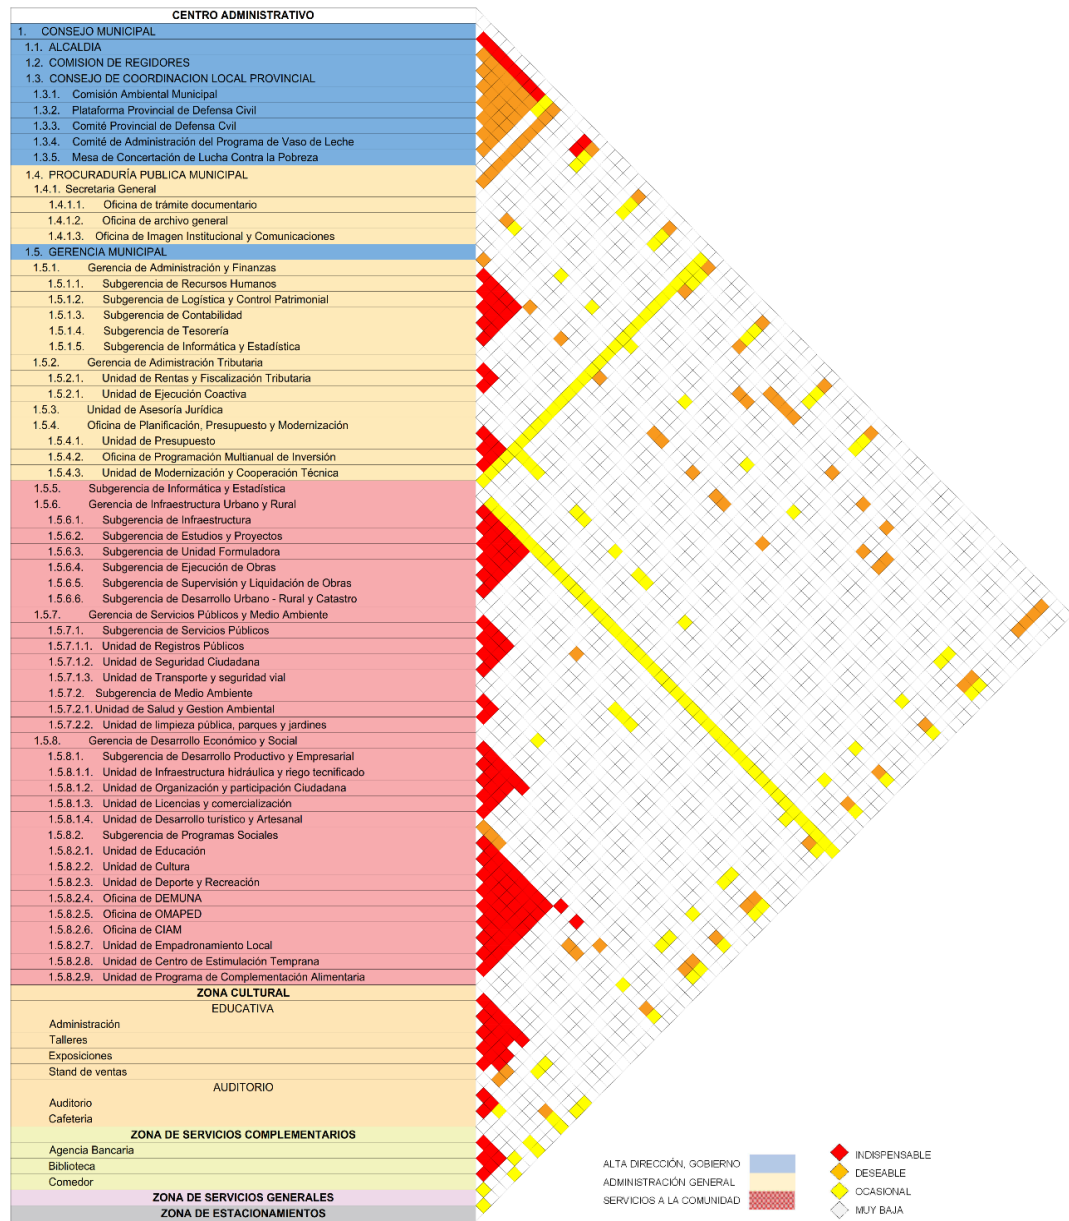 CENTRO ADMINISTRATIVO
1. CONSEJO MUNICIPAL
1.1. ALCALDIA
1.2. COMISION DE REGIDORES
1.3. CONSEJO DE COORDINACION LOCAL PROVINCIAL
1.3.1. Comisión Ambiental Municipal
1.3.2. Plataforma Provincial de Defensa Civil
1.3.3. Comité Provincial de Defensa Cvil
1.3.4. Comité de Administración del Programa de Vaso de Leche
1.3.5. Mesa de Concertación de Lucha Contra la Pobreza
1.4. PROCURADURÍA PUBLICA MUNICIPAL
1.4.1. Secretaria General
1.4.1.1. Oficina de trámite documentario
1.4.1.2. Oficina de archivo general
1.4.1.3. Oficina de Imagen Institucional y Comunicaciones
1.5. GERENCIA MUNICIPAL
1.5.1. Gerencia de Administración y Finanzas
1.5.1.1. Subgerencia de Recursos Humanos
1.5.1.2. Subgerencia de Logística y Control Patrimonial
1.5.1.3. Subgerencia de Contabilidad
1.5.1.4. Subgerencia de Tesorería
1.5.1.5. Subgerencia de Informática y Estadística
1.5.2. Gerencia de Adimistración Tributaria
1.5.2.1. Unidad de Rentas y Fiscalización Tributaria
1.5.2.1. Unidad de Ejecución Coactiva
1.5.3. Unidad de Asesoría Jurídica
1.5.4. Oficina de Planificación, Presupuesto y Modernización
1.5.4.1. Unidad de Presupuesto
1.5.4.2. Oficina de Programación Multianual de Inversión
1.5.4.3. Unidad de Modernización y Cooperación Técnica
1.5.5. Subgerencia de Informática y Estadística
1.5.6. Gerencia de Infraestructura Urbano y Rural
1.5.6.1. Subgerencia de Infraestructura
1.5.6.2. Subgerencia de Estudios y Proyectos
1.5.6.3. Subgerencia de Unidad Formuladora
1.5.6.4. Subgerencia de Ejecución de Obras
1.5.6.5. Subgerencia de Supervisión y Liquidación de Obras
1.5.6.6. Subgerencia de Desarrollo Urbano - Rural y Catastro
1.5.7. Gerencia de Servicios Públicos y Medio Ambiente
1.5.7.1. Subgerencia de Servicios Públicos
1.5.7.1.1. Unidad de Registros Públicos
1.5.7.1.2. Unidad de Seguridad Ciudadana
1.5.7.1.3. Unidad de Transporte y seguridad vial
1.5.7.2. Subgerencia de Medio Ambiente
1.5.7.2.1. Unidad de Salud y Gestion Ambiental
1.5.7.2.2. Unidad de limpieza pública, parques y jardines
1.5.8. Gerencia de Desarrollo Económico y Social
1.5.8.1. Subgerencia de Desarrollo Productivo y Empresarial
1.5.8.1.1. Unidad de Infraestructura hidráulica y riego tecnificado
1.5.8.1.2. Unidad de Organización y participación Ciudadana
1.5.8.1.3. Unidad de Licencias y comercialización
1.5.8.1.4. Unidad de Desarrollo turístico y Artesanal
1.5.8.2. Subgerencia de Programas Sociales
1.5.8.2.1. Unidad de Educación
1.5.8.2.2. Unidad de Cultura
1.5.8.2.3. Unidad de Deporte y Recreación
1.5.8.2.4. Oficina de DEMUNA
1.5.8.2.5. Oficina de OMAPED
1.5.8.2.6. Oficina de CIAM
1.5.8.2.7. Unidad de Empadronamiento Local
1.5.8.2.8. Unidad de Centro de Estimulación Temprana
1.5.8.2.9. Unidad de Programa de Complementación Alimentaria
ZONA CULTURAL
EDUCATIVA
Administración
Talleres
Exposiciones
Stand de ventas
AUDITORIO
Auditorio
Cafetería
ZONA DE SERVICIOS COMPLEMENTARIOS
Agencia Bancaria
Biblioteca
Comedor
ZONA DE SERVICIOS GENERALES
ZONA DE ESTACIONAMIENTOS
ALTA DIRECCIÓN, GOBIERNO
ADMINISTRACIÓN GENERAL
SERVICIOS A LA COMUNIDAD
INDISPENSABLE
DESEABLE
OCASIONAL
MUY BAJA